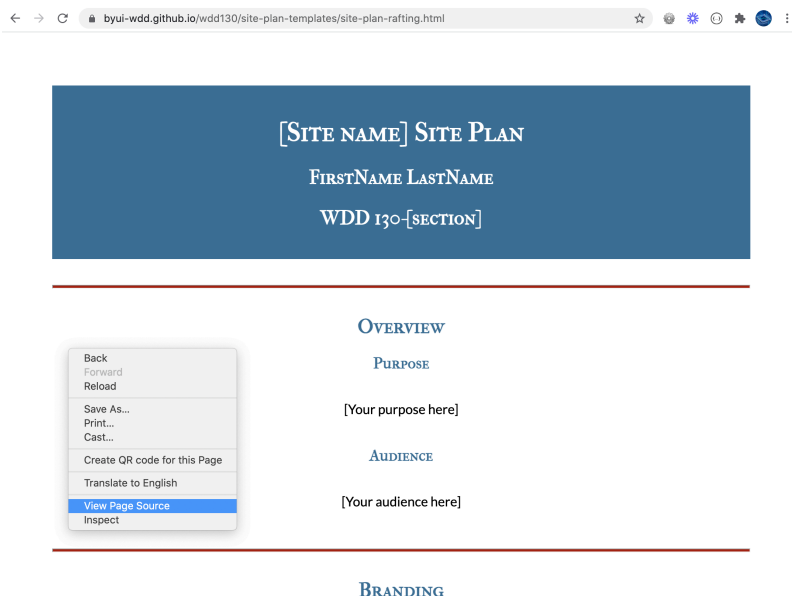 byui-wdd.github.io/wdd130/site-plan-templates/site-plan-rafting.html
[Site name] Site Plan
FirstName LastName
WDD 130-[section]
Overview
Purpose
[Your purpose here]
Audience
[Your audience here]
Back
Forward
Reload
Save As...
Print...
Cast...
Create QR code for this Page
Translate to English
View Page Source
Inspect
Branding